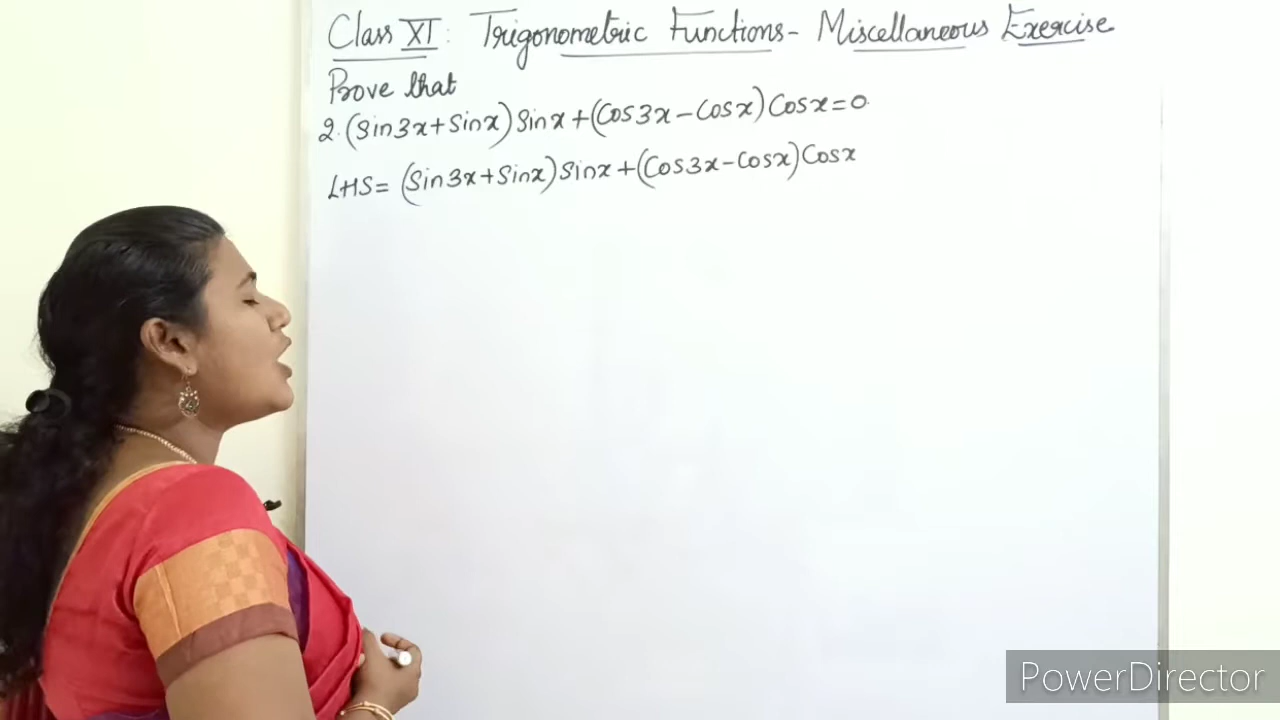 Class XI: Trigonometric Functions- Miscellaneous Exercise
Prove that
2. (Sin3x+Sinx) Sinx+(Cos3x-Cosx) Cosx=0.
LHS= (Sin3x+Sinx) Sinx+(Cos3x-Cosx) Cosx
PowerDirector